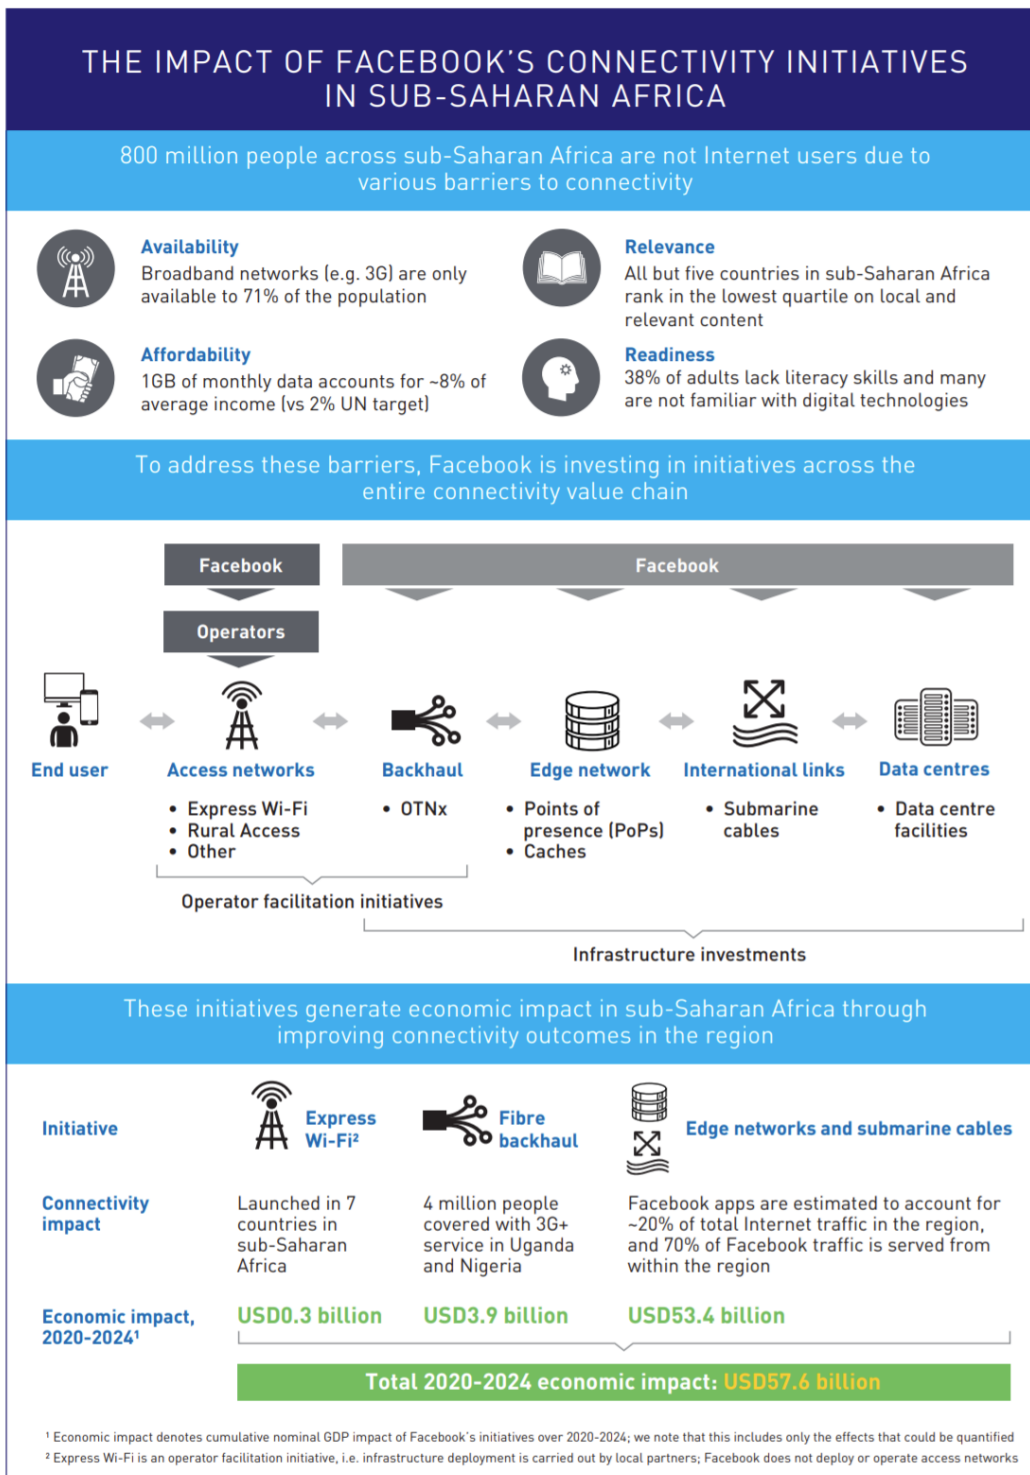 THE IMPACT OF FACEBOOK'S CONNECTIVITY INITIATIVES
IN SUB-SAHARAN AFRICA
800 million people across sub-Saharan Africa are not Internet users due to
various barriers to connectivity
Availability
Broadband networks (e.g. 3G) are only
available to 71% of the population
Relevance
All but five countries in sub-Saharan Africa
rank in the lowest quartile on local and
relevant content
Affordability
1GB of monthly data accounts for ~8% of
average income (vs 2% UN target)
Readiness
38% of adults lack literacy skills and many
are not familiar with digital technologies
To address these barriers, Facebook is investing in initiatives across the
entire connectivity value chain
Facebook
Facebook
Operators
End user
Access networks
Backhaul
Edge network
International links
Data centres
• Express Wi-Fi
• Rural Access
• Other
• OTNx
• Points of
presence (PoPs)
• Caches
• Submarine
cables
• Data centre
facilities
Operator facilitation initiatives
Infrastructure investments
These initiatives generate economic impact in sub-Saharan Africa through
improving connectivity outcomes in the region
Initiative
Express
Wi-Fi²
Fibre
backhaul
Edge networks and submarine cables
Connectivity
impact
Launched in 7
countries in
sub-Saharan
Africa
4 million people
covered with 3G+
service in Uganda
and Nigeria
Facebook apps are estimated to account for
~20% of total Internet traffic in the region,
and 70% of Facebook traffic is served from
within the region
Economic impact,
2020-2024¹
USD0.3 billion
USD3.9 billion
USD53.4 billion
Total 2020-2024 economic impact: USD57.6 billion
¹ Economic impact denotes cumulative nominal GDP impact of Facebook's initiatives over 2020-2024; we note that this includes only the effects that could be quantified
² Express Wi-Fi is an operator facilitation initiative, i.e. infrastructure deployment is carried out by local partners; Facebook does not deploy or operate access networks